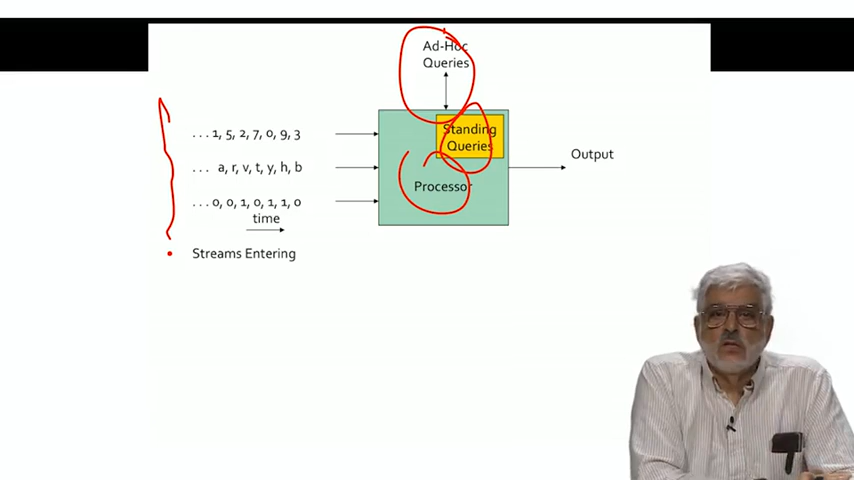 Ad-Hoc
Queries
. . . 1, 5, 2, 7, 0, 9, 3
Standing
Queries
Output
. . . a, r, v, t, y, h, b
Processor
. . . 0, 0, 1, 0, 1, 1, 0
time
Streams Entering